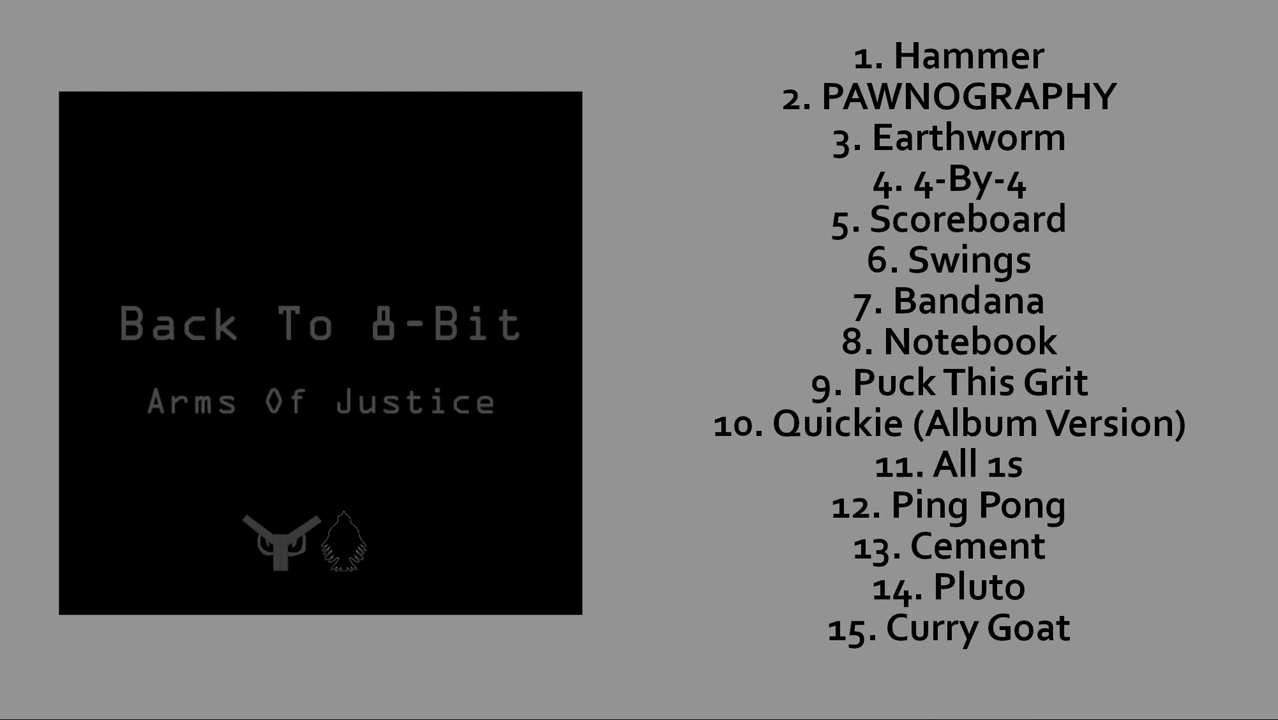 Back To 8-Bit
Arms Of Justice
1. Hammer
2. PAWNOGRAPHY
3. Earthworm
4. 4-By-4
5. Scoreboard
6. Swings
7. Bandana
8. Notebook
9. Puck This Grit
10. Quickie (Album Version)
11. All 1s
12. Ping Pong
13. Cement
14. Pluto
15. Curry Goat